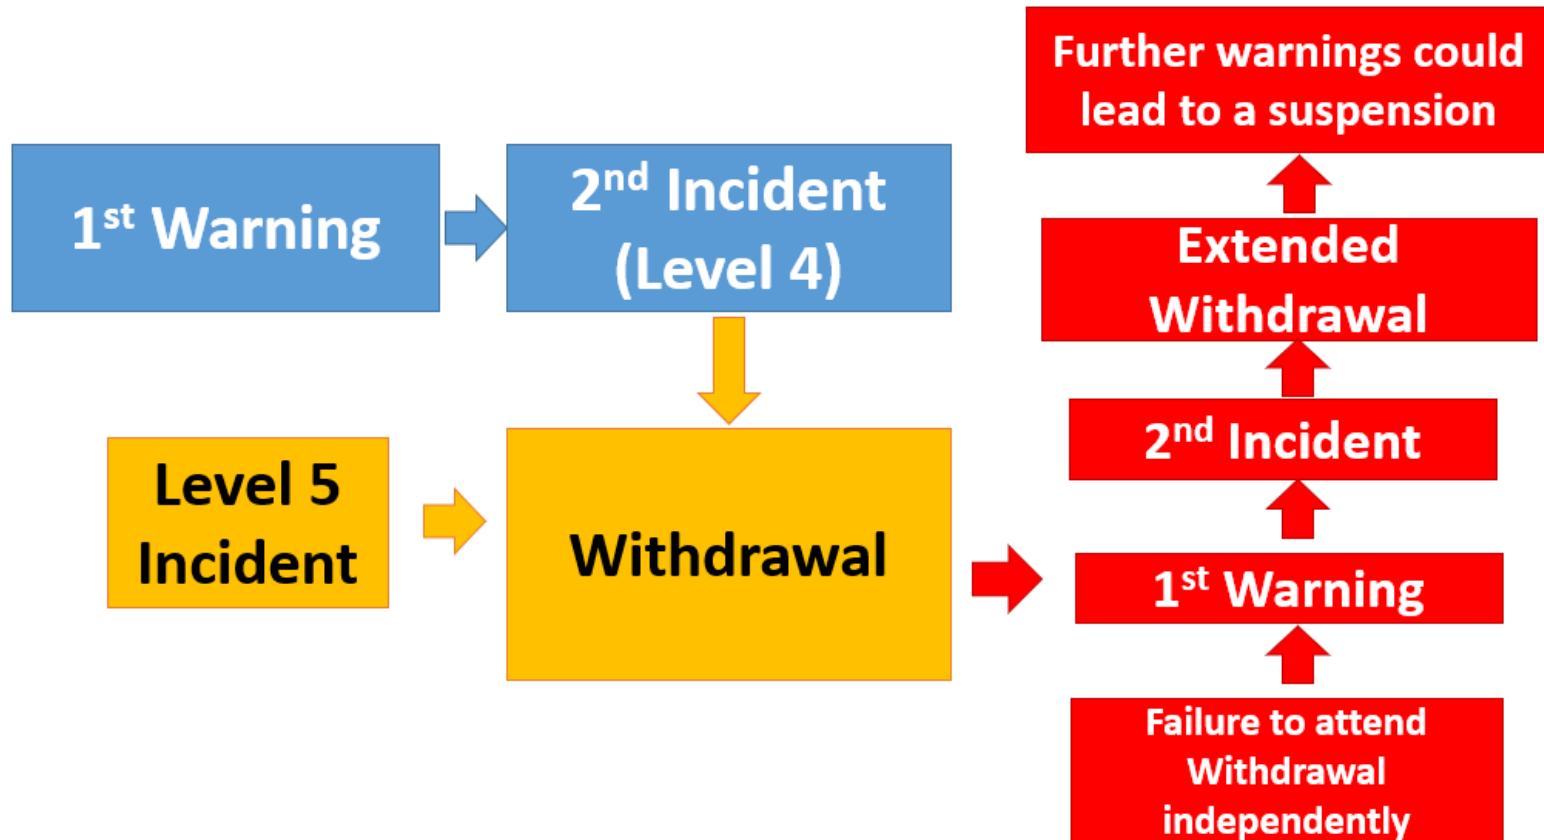 Further warnings could
lead to a suspension
1st Warning
2nd Incident
(Level 4)
Extended
Withdrawal
2nd Incident
Level 5
Incident
Withdrawal
1st Warning
Failure to attend
Withdrawal
independently